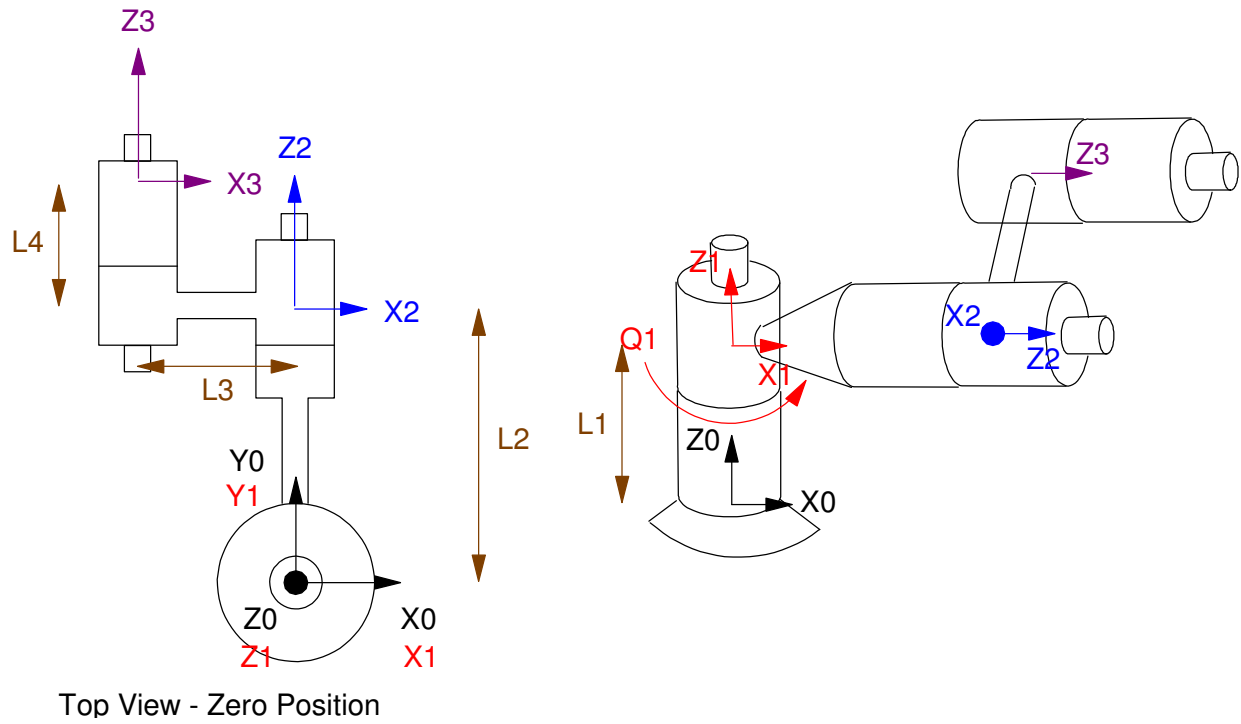 Z3
Z2
X3
L4
X2
L3
L2
Y0
Y1
Z0
X0
Z1
X1
Top View - Zero Position
Z3
Z1
Q1
X1
X2
Z2
L1
Z0
X0